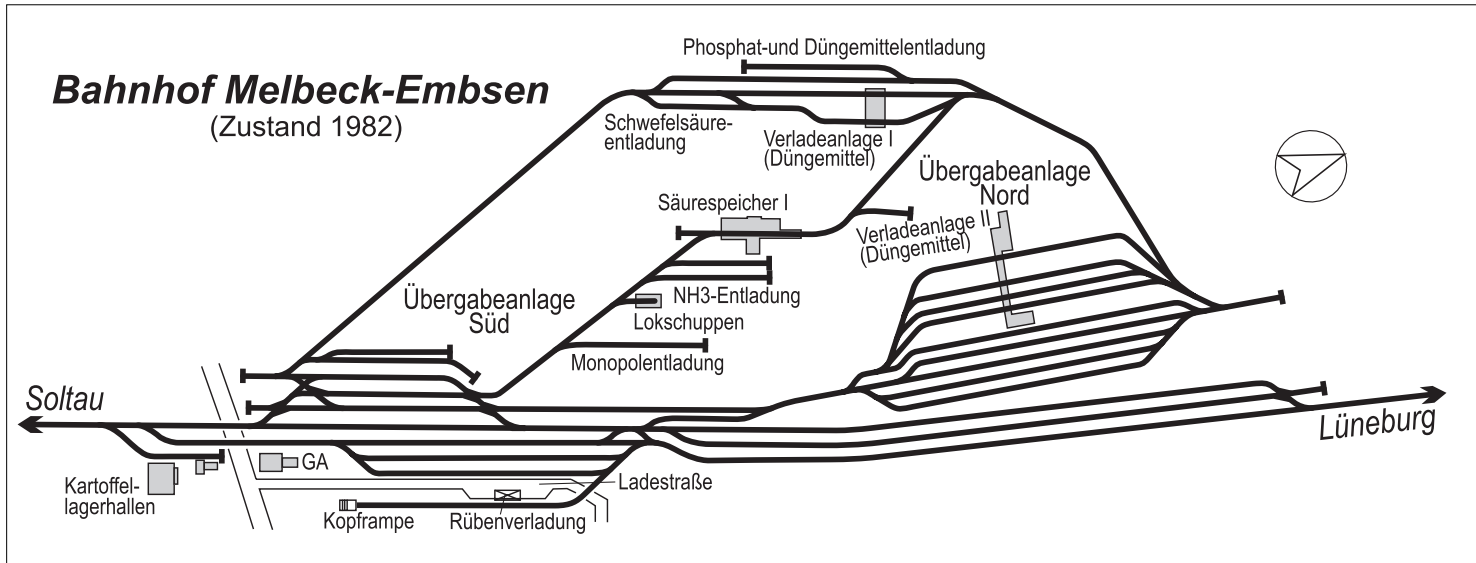 Bahnhof Melbeck-Embsen
(Zustand 1982)
Phosphat-und Düngemittelentladung
Schwefelsäure-
entladung
Verladeanlage I
(Düngemittel)
Übergabeanlage
Nord
Säurespeicher I
Verladeanlage II
(Düngemittel)
Übergabeanlage
Süd
NH3-Entladung
Lokschuppen
Monopolentladung
Soltau
Lüneburg
Kartoffel-
lagerhallen
GA
Ladestraße
Kopframpe
Rübenverladung